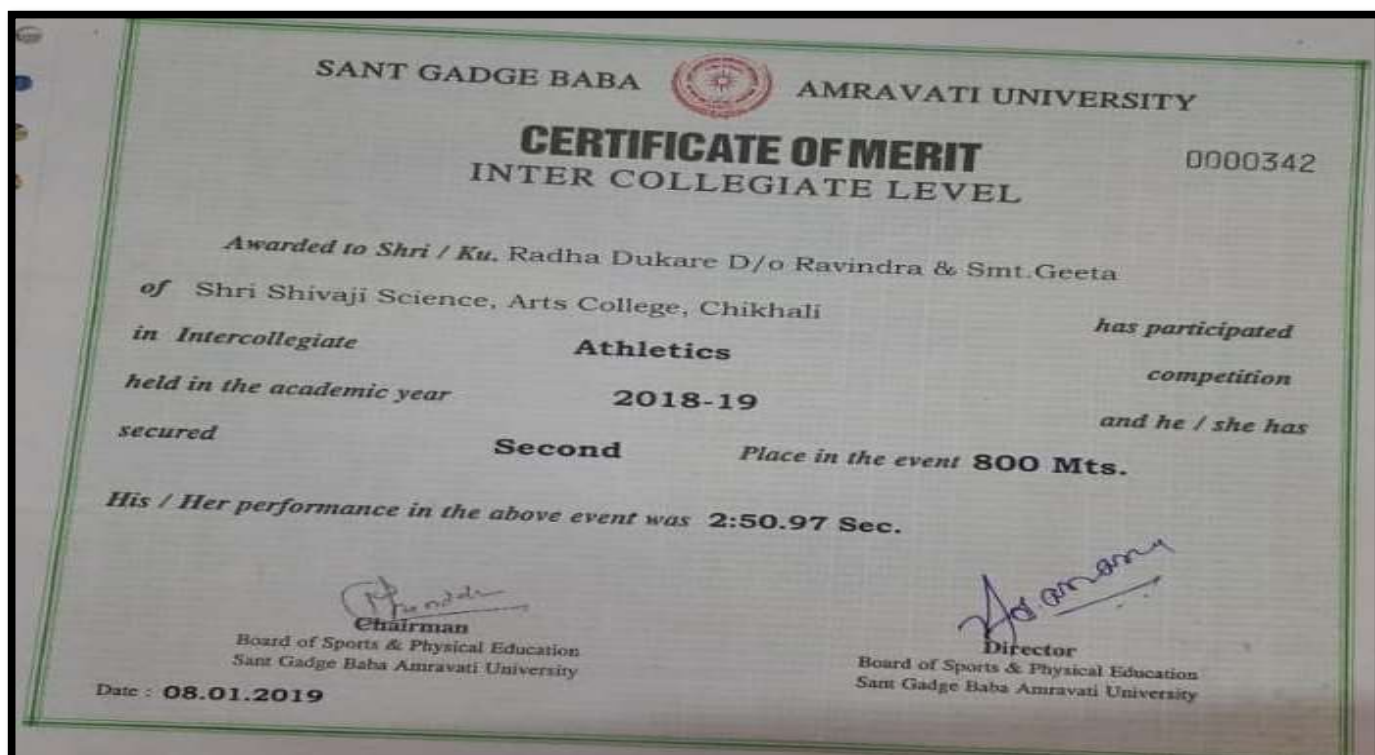 SANT GADGE BABA AMRAVATI UNIVERSITY
CERTIFICATE OF MERIT
0000342
INTER COLLEGIATE LEVEL
Awarded to Shri / Ku. Radha Dukare D/o Ravindra & Smt.Geeta
of Shri Shivaji Science, Arts College, Chikhali has participated
in Intercollegiate Athletics competition
held in the academic year 2018-19 and he / she has
secured Second Place in the event 800 Mts.
His / Her performance in the above event was 2:50.97 Sec.
Chairman
Board of Sports & Physical Education
Sant Gadge Baba Amravati University
Director
Board of Sports & Physical Education
Sant Gadge Baba Amravati University
Date : 08.01.2019